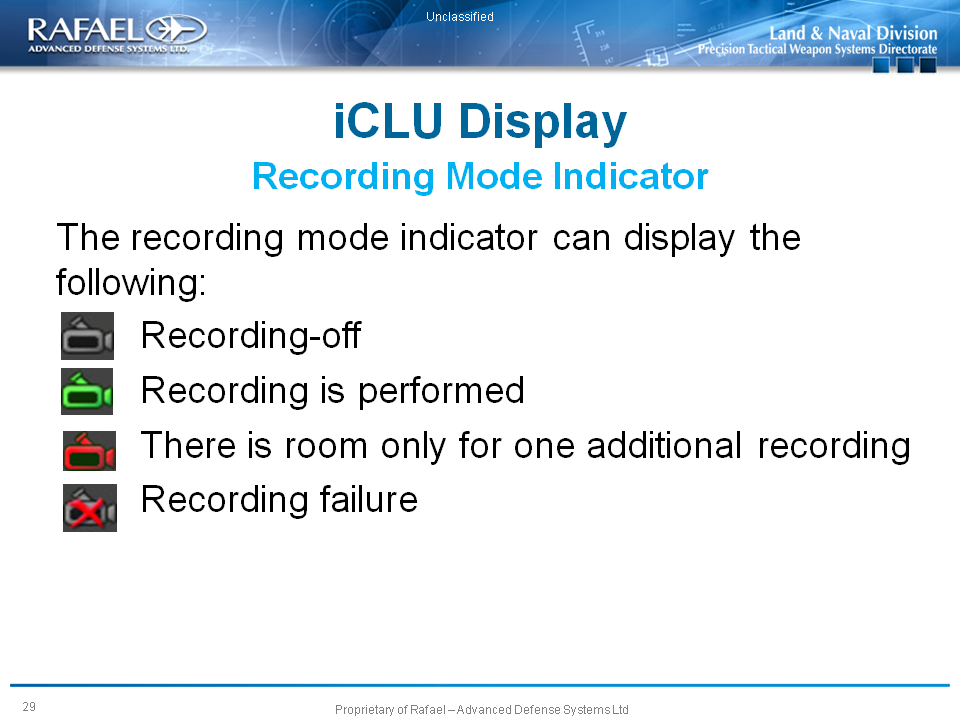 Unclassified
RAFAEL
ADVANCED DEFENSE SYSTEMS LTD.
Land & Naval Division
Precision Tactical Weapon Systems Directorate
iCLU Display
Recording Mode Indicator
The recording mode indicator can display the
following:
Recording-off
Recording is performed
There is room only for one additional recording
Recording failure
29
Proprietary of Rafael – Advanced Defense Systems Ltd